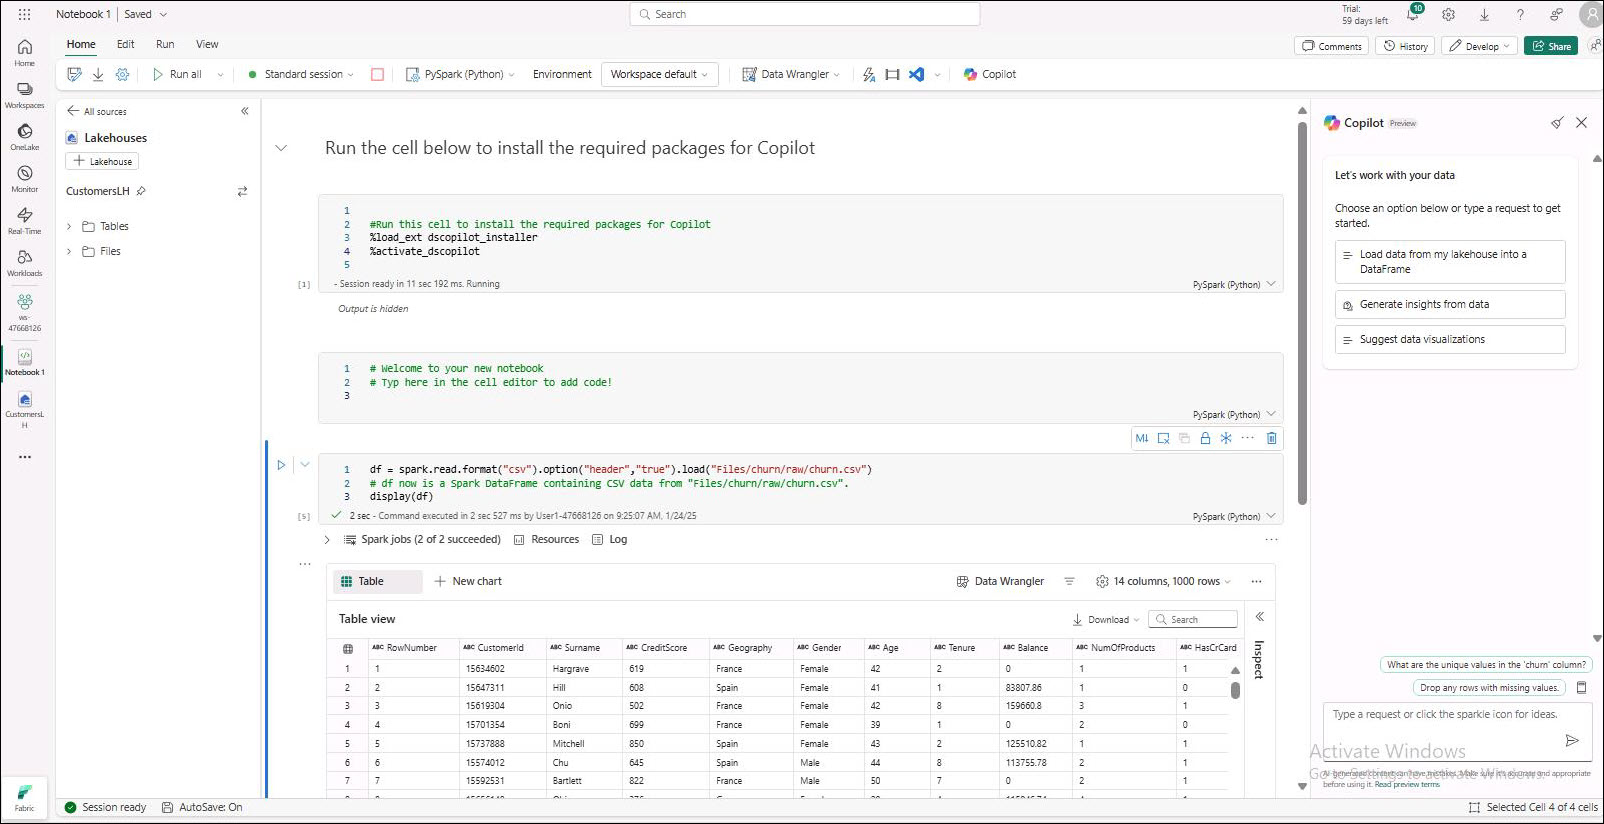 Notebook 1 Saved
Search
Trial:
59 days left
10
Home Edit Run View
Comments History Develop Share
Run all Standard session PySpark (Python) Environment Workspace default Data Wrangler Copilot
Home
Workspaces
OneLake
Monitor
Real-Time
Workloads
ws-
47668126
Notebook 1
CustomersL
H
Fabric
All sources
Lakehouses
Lakehouse
CustomersLH
Tables
Files
Run the cell below to install the required packages for Copilot
1
2 #Run this cell to install the required packages for Copilot
3 %load_ext dscopilot_installer
4 %activate_dscopilot
5
[1] - Session ready in 11 sec 192 ms. Running PySpark (Python)
Output is hidden
1 # Welcome to your new notebook
2 # Typ here in the cell editor to add code!
3
PySpark (Python)
M↓
1 df = spark.read.format("csv").option("header","true").load("Files/churn/raw/churn.csv")
2 # df now is a Spark DataFrame containing CSV data from "Files/churn/raw/churn.csv".
3 display(df)
[5] 2 sec - Command executed in 2 sec 527 ms by User1-47668126 on 9:25:07 AM, 1/24/25 PySpark (Python)
Spark jobs (2 of 2 succeeded) Resources Log
Table New chart Data Wrangler 14 columns, 1000 rows
Table view Download Search
Inspect
ABC RowNumber ABC CustomerId ABC Surname ABC CreditScore ABC Geography ABC Gender ABC Age ABC Tenure ABC Balance ABC NumOfProducts ABC HasCrCard
1 1 15634602 Hargrave 619 France Female 42 2 0 1 1
2 2 15647311 Hill 608 Spain Female 41 1 83807.86 1 0
3 3 15619304 Onio 502 France Female 42 8 159660.8 3 1
4 4 15701354 Boni 699 France Female 39 1 0 2 0
5 5 15737888 Mitchell 850 Spain Female 43 2 125510.82 1 1
6 6 15574012 Chu 645 Spain Male 44 8 113755.78 2 1
7 7 15592531 Bartlett 822 France Male 50 7 0 2 1
Copilot Preview
Let's work with your data
Choose an option below or type a request to get
started.
Load data from my lakehouse into a
DataFrame
Generate insights from data
Suggest data visualizations
What are the unique values in the 'churn' column?
Drop any rows with missing values.
Type a request or click the sparkle icon for ideas.
Activate Windows
Go to Settings to activate Windows.
AI-generated content can have mistakes. Make sure it's accurate and appropriate
before using it. Read preview terms
Session ready AutoSave: On Selected Cell 4 of 4 cells